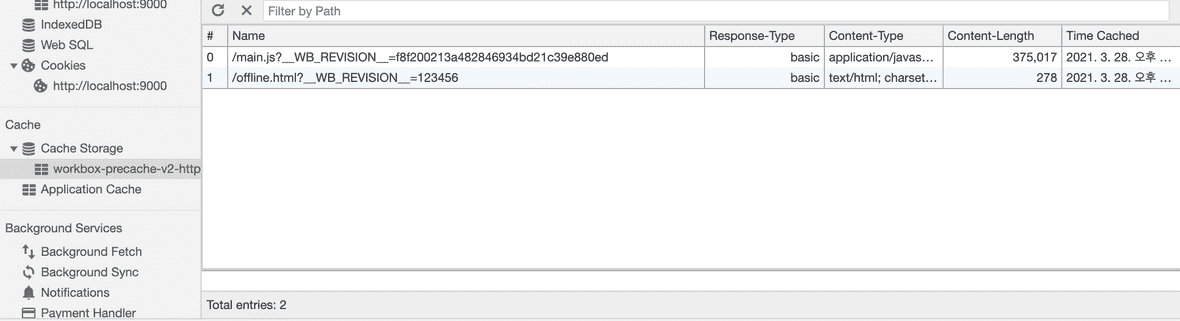 http://localhost:9000
IndexedDB
Web SQL
Cookies
http://localhost:9000
Cache
Cache Storage
workbox-precache-v2-http
Application Cache
Background Services
Background Fetch
Background Sync
Notifications
Payment Handler
Filter by Path
# Name Response-Type Content-Type Content-Length Time Cached
0 /main.js?__WB_REVISION__=f8f200213a482846934bd21c39e880ed basic application/javas… 375,017 2021. 3. 28. 오후 …
1 /offline.html?__WB_REVISION__=123456 basic text/html; charset… 278 2021. 3. 28. 오후 …
Total entries: 2